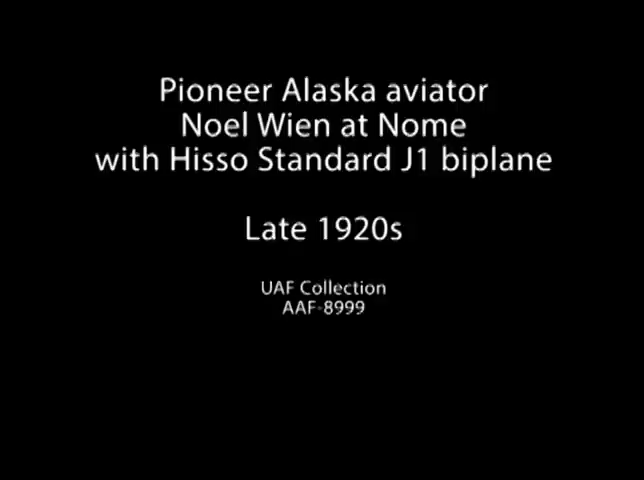 Pioneer Alaska aviator
Noel Wien at Nome
with Hisso Standard J1 biplane
Late 1920s
UAF Collection
AAF-8999